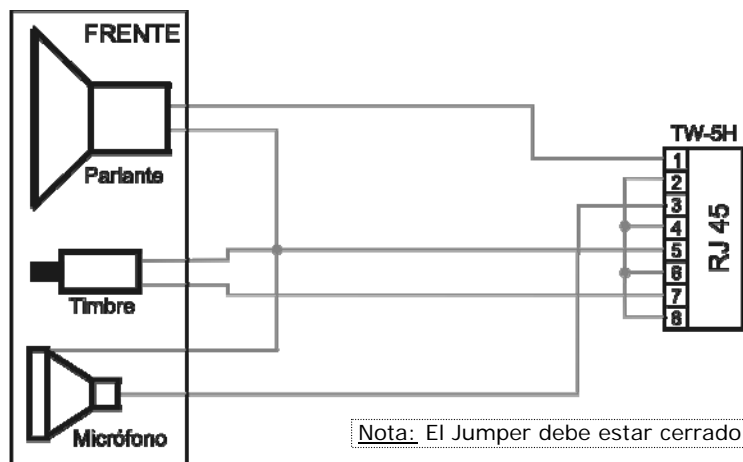 FRENTE
Parlante
Timbre
Micrófono
TW-5H
1
2
3
4
5
6
7
8
RJ 45
Nota: El Jumper debe estar cerrado